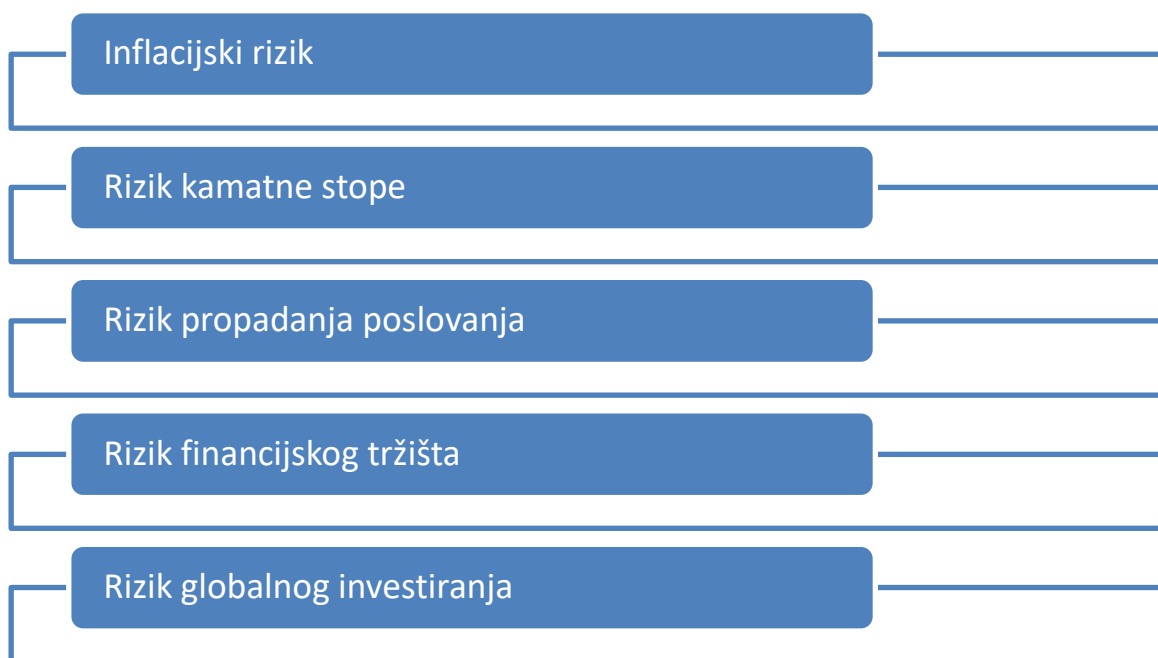 Inflacijski rizik
Rizik kamatne stope
Rizik propadanja poslovanja
Rizik financijskog tržišta
Rizik globalnog investiranja